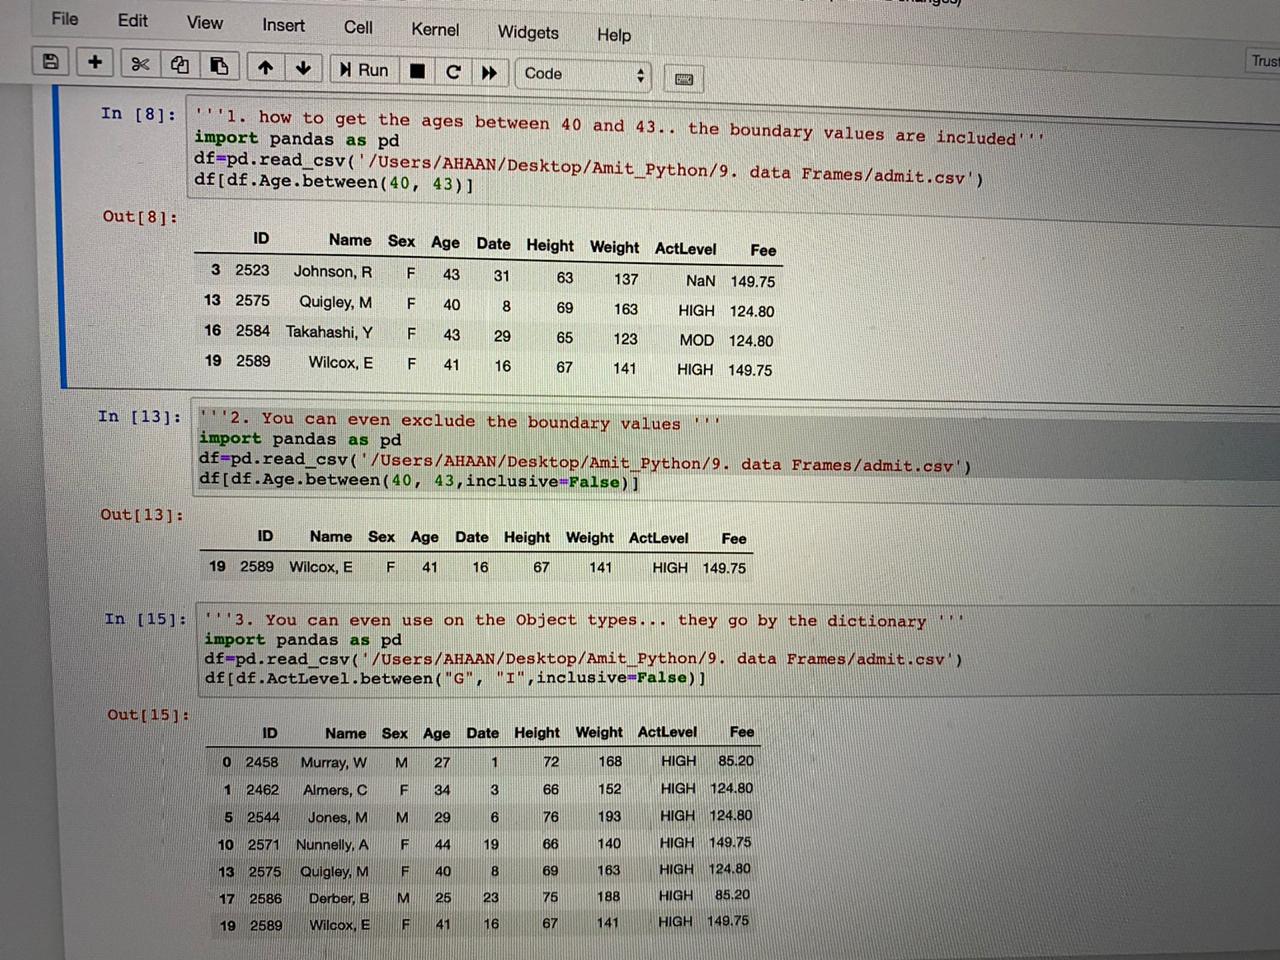 File Edit View Insert Cell Kernel Widgets Help
Run Code Trus
In [8]: '''1. how to get the ages between 40 and 43.. the boundary values are included'''
import pandas as pd
df=pd.read_csv('/Users/AHAAN/Desktop/Amit_Python/9. data Frames/admit.csv')
df[df.Age.between(40, 43)]
Out[8]:
ID Name Sex Age Date Height Weight ActLevel Fee
3 2523 Johnson, R F 43 31 63 137 NaN 149.75
13 2575 Quigley, M F 40 8 69 163 HIGH 124.80
16 2584 Takahashi, Y F 43 29 65 123 MOD 124.80
19 2589 Wilcox, E F 41 16 67 141 HIGH 149.75
In [13]: '''2. You can even exclude the boundary values '''
import pandas as pd
df=pd.read_csv('/Users/AHAAN/Desktop/Amit_Python/9. data Frames/admit.csv')
df[df.Age.between(40, 43,inclusive=False)]
Out[13]:
ID Name Sex Age Date Height Weight ActLevel Fee
19 2589 Wilcox, E F 41 16 67 141 HIGH 149.75
In [15]: '''3. You can even use on the Object types... they go by the dictionary '''
import pandas as pd
df=pd.read_csv('/Users/AHAAN/Desktop/Amit_Python/9. data Frames/admit.csv')
df[df.ActLevel.between("G", "I",inclusive=False)]
Out[15]:
ID Name Sex Age Date Height Weight ActLevel Fee
0 2458 Murray, W M 27 1 72 168 HIGH 85.20
1 2462 Almers, C F 34 3 66 152 HIGH 124.80
5 2544 Jones, M M 29 6 76 193 HIGH 124.80
10 2571 Nunnelly, A F 44 19 66 140 HIGH 149.75
13 2575 Quigley, M F 40 8 69 163 HIGH 124.80
17 2586 Derber, B M 25 23 75 188 HIGH 85.20
19 2589 Wilcox, E F 41 16 67 141 HIGH 149.75